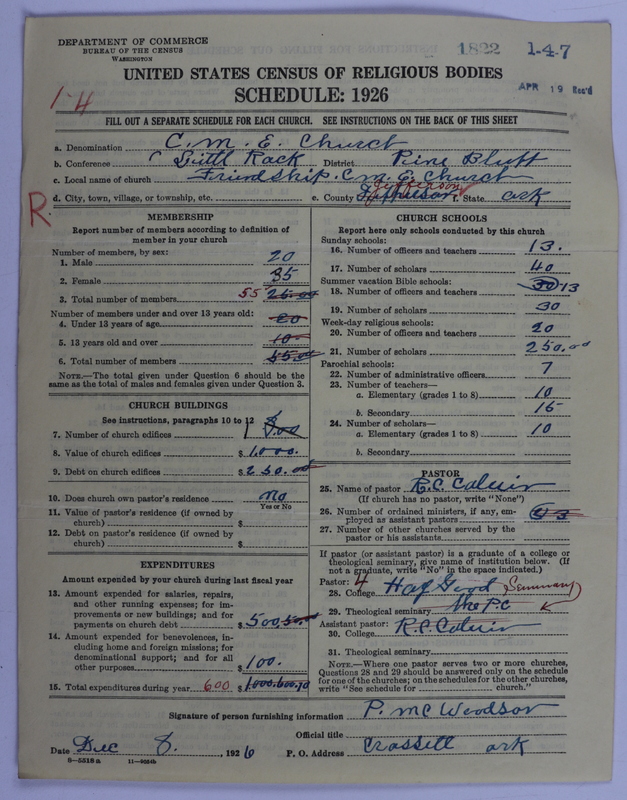 DEPARTMENT OF COMMERCE
BUREAU OF THE CENSUS
WASHINGTON
1822 1-4-7
APR 19 Rec'd
UNITED STATES CENSUS OF RELIGIOUS BODIES
SCHEDULE: 1926
1-4
FILL OUT A SEPARATE SCHEDULE FOR EACH CHURCH. SEE INSTRUCTIONS ON THE BACK OF THIS SHEET
a. Denomination C. M. E. Church
b. Conference Little Rock District Pine Bluff
c. Local name of church Friendship C M E Church
d. City, town, village, or township, etc. e. County Jefferson f. State ark
R.
MEMBERSHIP
Report number of members according to definition of member in your church
Number of members, by sex:
1. Male 20
2. Female 35
3. Total number of members 55 25.00
Number of members under and over 13 years old:
4. Under 13 years of age 20
5. 13 years old and over 10
6. Total number of members 45.00
NOTE.—The total given under Question 6 should be the same as the total of males and females given under Question 3.
CHURCH BUILDINGS
See instructions, paragraphs 10 to 12
7. Number of church edifices 1
8. Value of church edifices $ 1,000.
9. Debt on church edifices $ 250.00
10. Does church own pastor's residence no
Yes or No
11. Value of pastor's residence (if owned by church) $
12. Debt on pastor's residence (if owned by church) $
EXPENDITURES
Amount expended by your church during last fiscal year
13. Amount expended for salaries, repairs, and other running expenses; for improvements or new buildings; and for payments on church debt $ 500
14. Amount expended for benevolences, including home and foreign missions; for denominational support; and for all other purposes $ 100.
15. Total expenditures during year 600 $
CHURCH SCHOOLS
Report here only schools conducted by this church
Sunday schools:
16. Number of officers and teachers 13.
17. Number of scholars 40
Summer vacation Bible schools:
18. Number of officers and teachers 30 13
19. Number of scholars 30
Week-day religious schools:
20. Number of officers and teachers 20
21. Number of scholars 250.00
Parochial schools:
22. Number of administrative officers 7
23. Number of teachers—
a. Elementary (grades 1 to 8) 10
b. Secondary 15
24. Number of scholars—
a. Elementary (grades 1 to 8) 10
b. Secondary
PASTOR
25. Name of pastor R. C.
(If church has no pastor, write "None")
26. Number of ordained ministers, if any, employed as assistant pastors
27. Number of other churches served by the pastor or his assistants
If pastor (or assistant pastor) is a graduate of a college or theological seminary, give name of institution below. (If not a graduate, write "No" in the space indicated.)
Pastor: 4
28. College Hay Good Seminary
29. Theological seminary
Assistant pastor:
30. College
31. Theological seminary
NOTE.—Where one pastor serves two or more churches, Questions 28 and 29 should be answered only on the schedule for one of the churches; on the schedules for the other churches, write "See schedule for church."
Signature of person furnishing information P. Mc Woodson
Official title
Date Dec 8. 1926 P. O. Address Crossett ark
8-5518a 11-9054b